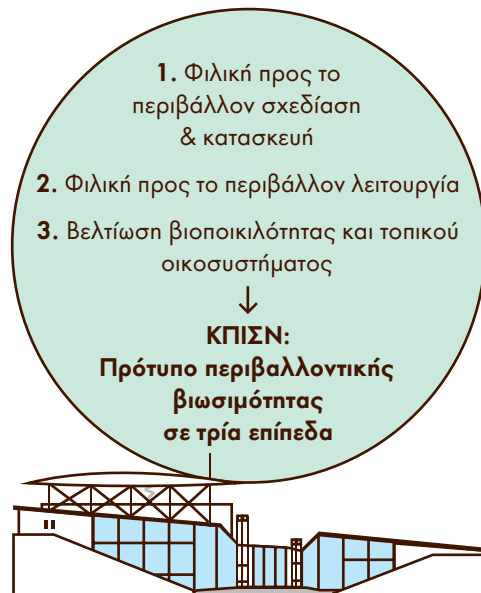 1. Φιλική προς το
περιβάλλον σχεδίαση
& κατασκευή
2. Φιλική προς το περιβάλλον λειτουργία
3. Βελτίωση βιοποικιλότητας και τοπικού
οικοσυστήματος
↓
ΚΠΙΣΝ:
Πρότυπο περιβαλλοντικής
βιωσιμότητας
σε τρία επίπεδα